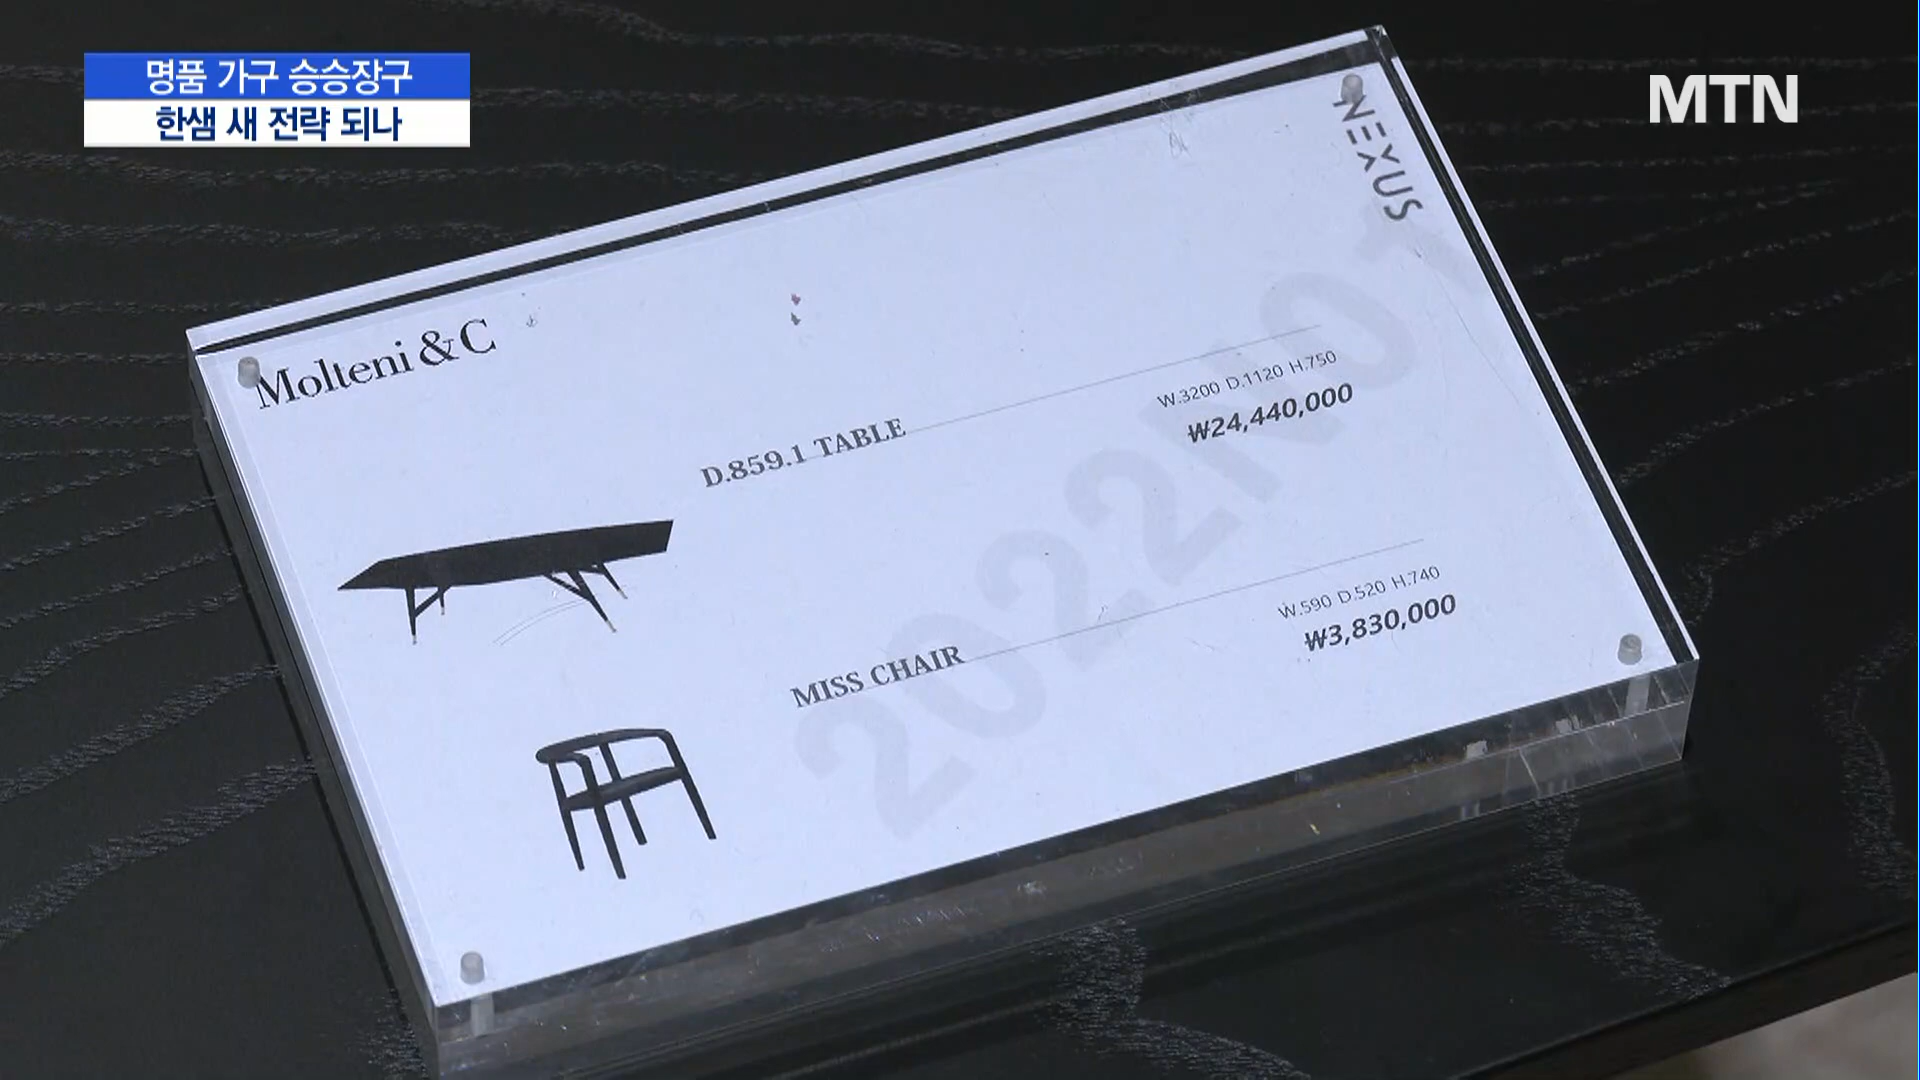 명품 가구 승승장구
한샘 새 전략 되나
MTN
NEXUS
Molteni & C
W.3200 D.1120 H.750
D.859.1 TABLE
₩24,440,000
W.590 D.520 H.740
MISS CHAIR
₩3,830,000
2022N01